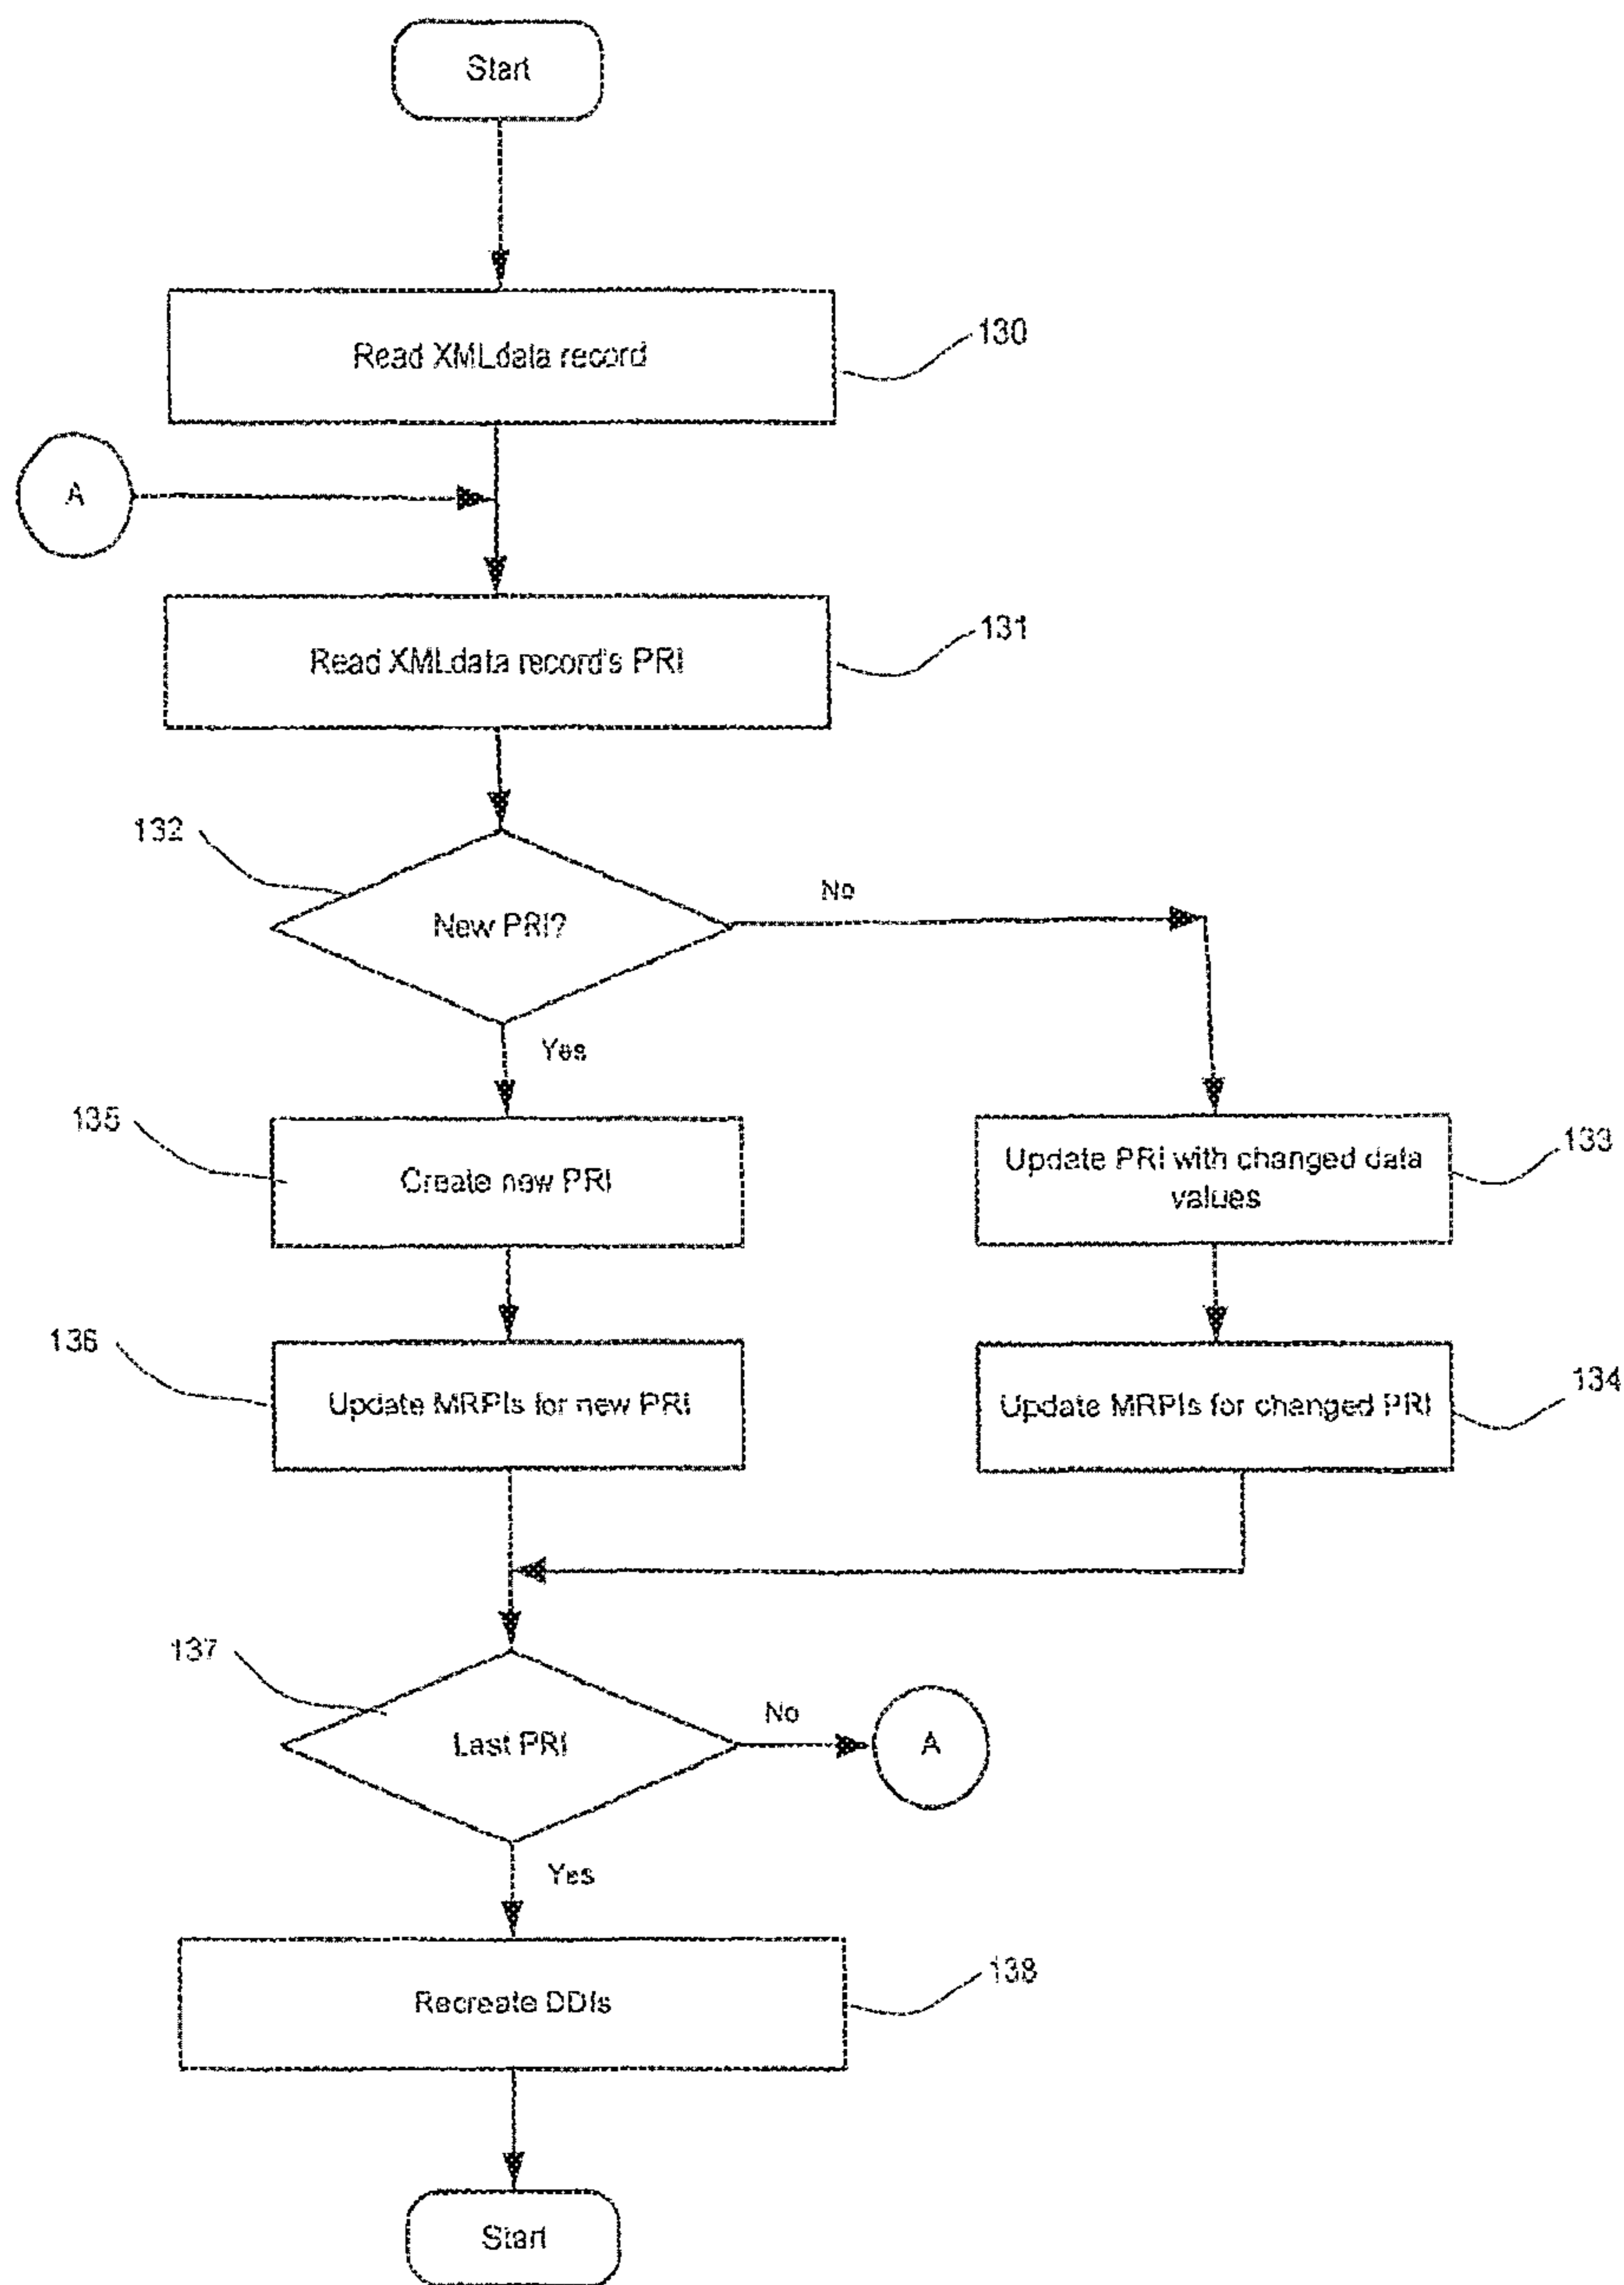 Start
Read XMLdata record
130
A
Read XMLdata record's PRI
131
132
New PRI?
No
Yes
135
Create new PRI
Update PRI with changed data
values
133
136
Update MRPIs for new PRI
Update MRPIs for changed PRI
134
137
Last PRI
No
A
Yes
Recreate DDIs
138
Start